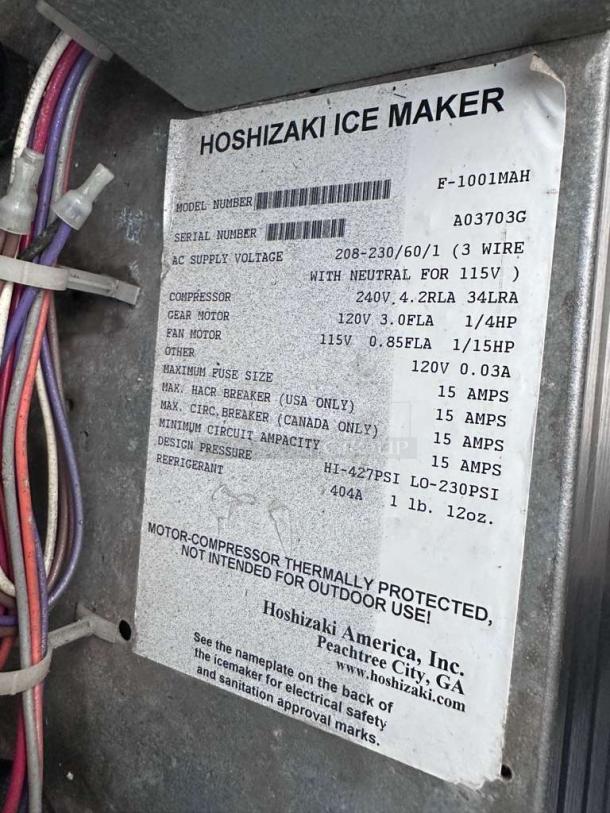 HOSHIZAKI ICE MAKER
MODEL NUMBER F-1001MAH
SERIAL NUMBER A03703G
AC SUPPLY VOLTAGE 208-230/60/1 (3 WIRE
WITH NEUTRAL FOR 115V )
COMPRESSOR 240V 4.2RLA 34LRA
GEAR MOTOR 120V 3.0FLA 1/4HP
FAN MOTOR 115V 0.85FLA 1/15HP
OTHER 120V 0.03A
MAXIMUM FUSE SIZE 15 AMPS
MAX. HACR BREAKER (USA ONLY) 15 AMPS
MAX. CIRC.BREAKER (CANADA ONLY) 15 AMPS
MINIMUM CIRCUIT AMPACITY 15 AMPS
DESIGN PRESSURE HI-427PSI LO-230PSI
REFRIGERANT 404A 1 lb. 12oz.
MOTOR-COMPRESSOR THERMALLY PROTECTED,
NOT INTENDED FOR OUTDOOR USE!
Hoshizaki America, Inc.
Peachtree City, GA
www.hoshizaki.com
See the nameplate on the back of
the icemaker for electrical safety
and sanitation approval marks.